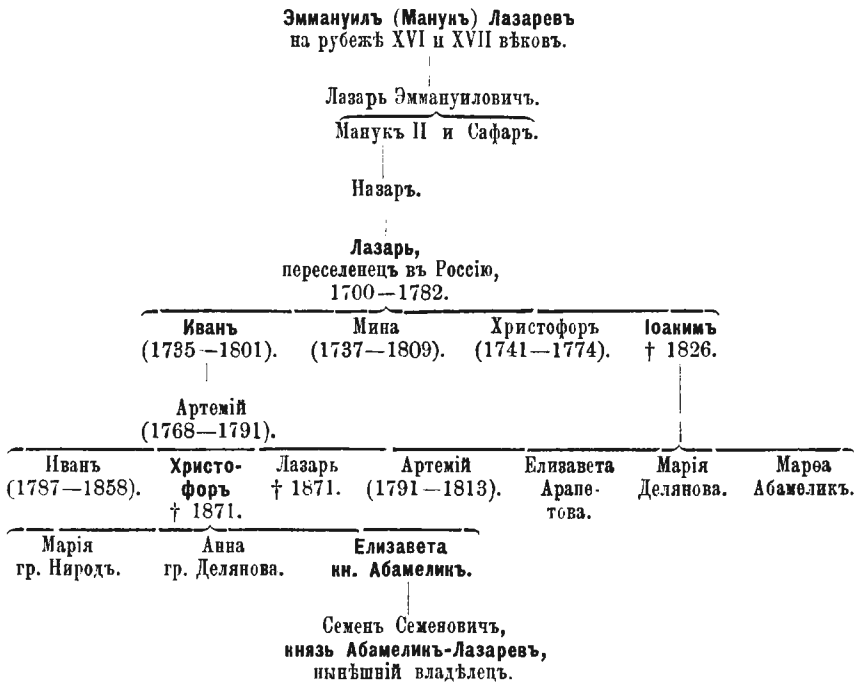 Эммануилъ (Манукъ) Лазаревъ
на рубежѣ XVI и XVII вѣковъ.
Лазарь Эммануиловичъ.
Манукъ II и Сафаръ.
Назаръ.
Лазарь,
переселенецъ въ Россію,
1700—1782.
Иванъ Мина Христофоръ Іоакимъ
(1735—1801). (1737—1809). (1741—1774). † 1826.
Артемій
(1768—1791).
Иванъ Христо- Лазарь Артемій Елизавета Марія Марѳа
(1787—1858). форъ † 1871. (1791—1813). Арапе- Делянова. Абамеликъ.
† 1871. това.
Марія Анна Елизавета
гр. Ниродъ. гр. Делянова. кн. Абамеликъ.
Семенъ Семеновичъ,
князь Абамеликъ-Лазаревъ,
нынѣшній владѣлецъ.